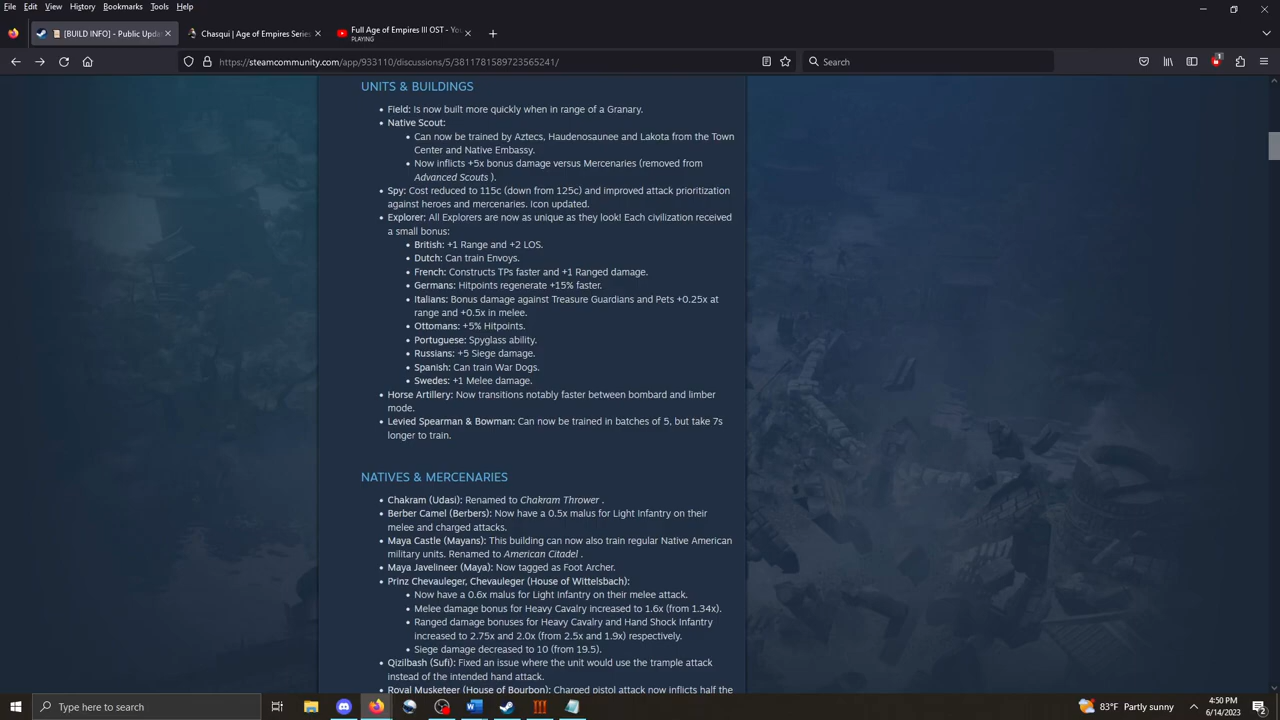 File Edit View History Bookmarks Tools Help
[BUILD INFO] - Public Upda
Chasqui | Age of Empires Series
Full Age of Empires III OST - Yo
PLAYING
https://steamcommunity.com/app/933110/discussions/5/3811781589723565241/
Search
1
UNITS & BUILDINGS
• Field: Is now built more quickly when in range of a Granary.
• Native Scout:
• Can now be trained by Aztecs, Haudenosaunee and Lakota from the Town
Center and Native Embassy.
• Now inflicts +5x bonus damage versus Mercenaries (removed from
Advanced Scouts ).
• Spy: Cost reduced to 115c (down from 125c) and improved attack prioritization
against heroes and mercenaries. Icon updated.
• Explorer: All Explorers are now as unique as they look! Each civilization received
a small bonus:
• British: +1 Range and +2 LOS.
• Dutch: Can train Envoys.
• French: Constructs TPs faster and +1 Ranged damage.
• Germans: Hitpoints regenerate +15% faster.
• Italians: Bonus damage against Treasure Guardians and Pets +0.25x at
range and +0.5x in melee.
• Ottomans: +5% Hitpoints.
• Portuguese: Spyglass ability.
• Russians: +5 Siege damage.
• Spanish: Can train War Dogs.
• Swedes: +1 Melee damage.
• Horse Artillery: Now transitions notably faster between bombard and limber
mode.
• Levied Spearman & Bowman: Can now be trained in batches of 5, but take 7s
longer to train.
NATIVES & MERCENARIES
• Chakram (Udasi): Renamed to Chakram Thrower .
• Berber Camel (Berbers): Now have a 0.5x malus for Light Infantry on their
melee and charged attacks.
• Maya Castle (Mayans): This building can now also train regular Native American
military units. Renamed to American Citadel .
• Maya Javelineer (Maya): Now tagged as Foot Archer.
• Prinz Chevauleger, Chevauleger (House of Wittelsbach):
• Now have a 0.6x malus for Light Infantry on their melee attack.
• Melee damage bonus for Heavy Cavalry increased to 1.6x (from 1.34x).
• Ranged damage bonuses for Heavy Cavalry and Hand Shock Infantry
increased to 2.75x and 2.0x (from 2.5x and 1.9x) respectively.
• Siege damage decreased to 10 (from 19.5).
• Qizilbash (Sufi): Fixed an issue where the unit would use the trample attack
instead of the intended hand attack.
• Royal Musketeer (House of Bourbon): Charged pistol attack now inflicts half the
Type here to search
83°F Partly sunny
4:50 PM
6/14/2023
2